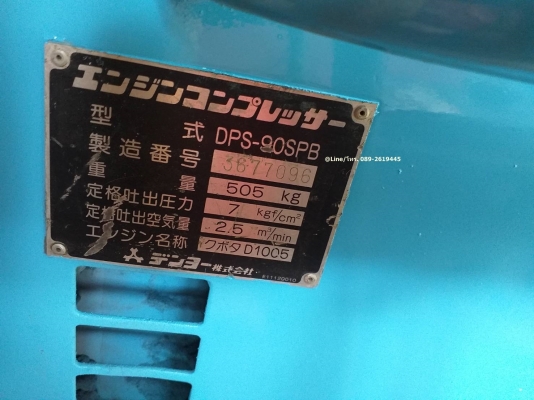 エンジンコンプレッサー
型式 DPS-90SPB
製造番号 3677096
重量 505 kg
定格吐出圧力 7 kgf/cm²
定格吐出空気量 2.5 m³/min
エンジン名称 クボタ D1005
デンヨー株式会社
@Line/โทร. 089-2619445